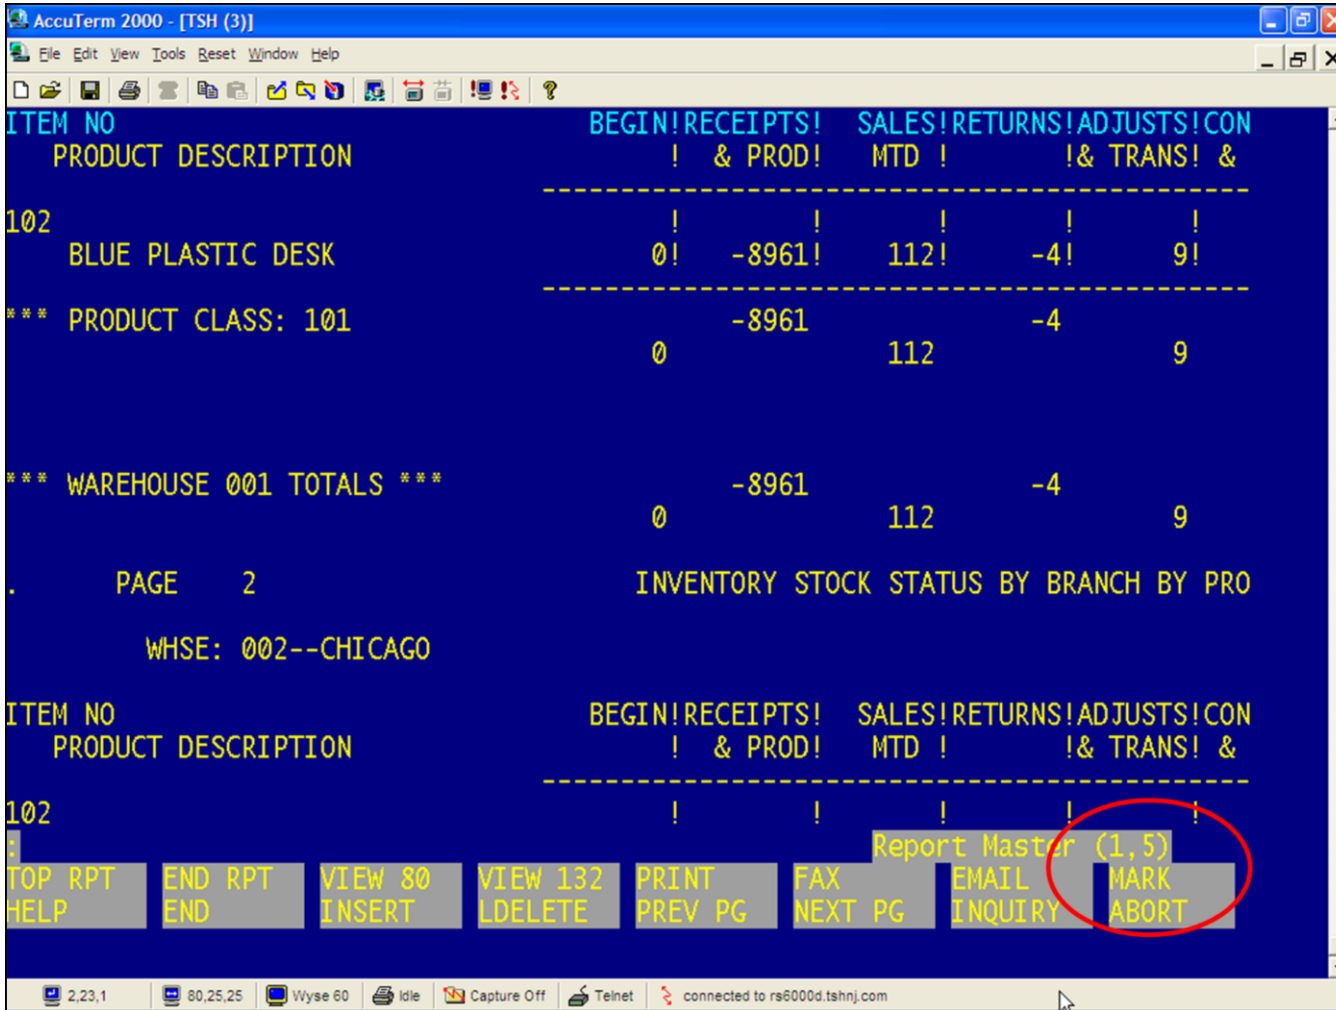 AccuTerm 2000 - [TSH (3)]
File Edit View Tools Reset Window Help
ITEM NO BEGIN!RECEIPTS! SALES!RETURNS!ADJUSTS!CON
PRODUCT DESCRIPTION ! & PROD! MTD ! !& TRANS! &
---------------------------------------------
102 ! ! ! ! !
BLUE PLASTIC DESK 0! -8961! 112! -4! 9!
---------------------------------------------
*** PRODUCT CLASS: 101 -8961 -4
0 112 9
*** WAREHOUSE 001 TOTALS *** -8961 -4
0 112 9
. PAGE 2 INVENTORY STOCK STATUS BY BRANCH BY PRO
WHSE: 002--CHICAGO
ITEM NO BEGIN!RECEIPTS! SALES!RETURNS!ADJUSTS!CON
PRODUCT DESCRIPTION ! & PROD! MTD ! !& TRANS! &
---------------------------------------------
102 ! ! ! ! !
: Report Master (1,5)
TOP RPT END RPT VIEW 80 VIEW 132 PRINT FAX EMAIL MARK
HELP END INSERT LDELETE PREV PG NEXT PG INQUIRY ABORT
2,23,1 80,25,25 Wyse 60 Idle Capture Off Telnet connected to rs6000d.tshnj.com